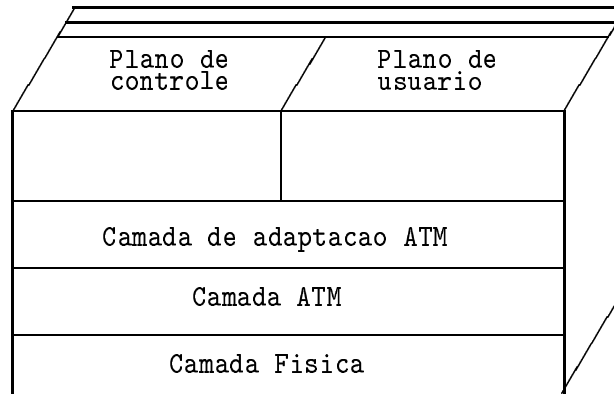 Plano de
controle
Plano de
usuario
Camada de adaptacao ATM
Camada ATM
Camada Fisica